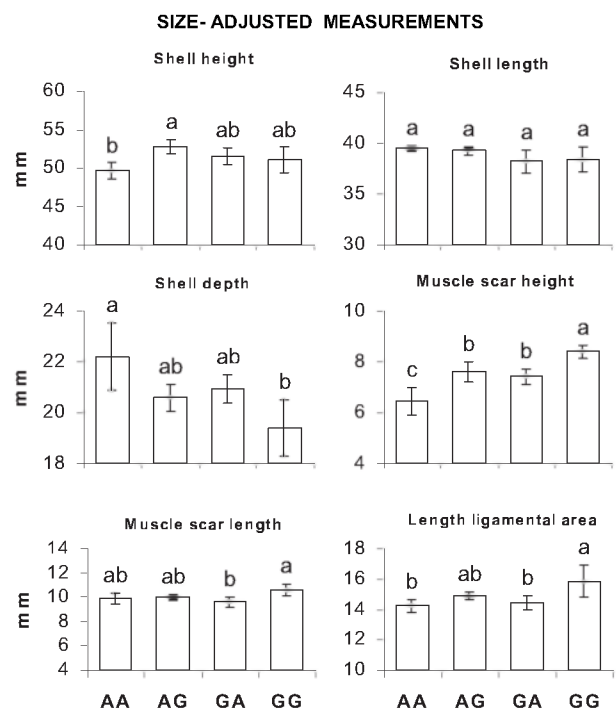 SIZE- ADJUSTED MEASUREMENTS
Shell height
mm
60
55
50
45
40
b
a
ab
ab
Shell length
45
40
35
30
a
a
a
a
Shell depth
mm
24
22
20
18
a
ab
ab
b
Muscle scar height
10
8
6
4
c
b
b
a
Muscle scar length
mm
14
12
10
8
6
4
ab
ab
b
a
AA AG GA GG
Length ligamental area
18
16
14
12
10
b
ab
b
a
AA AG GA GG